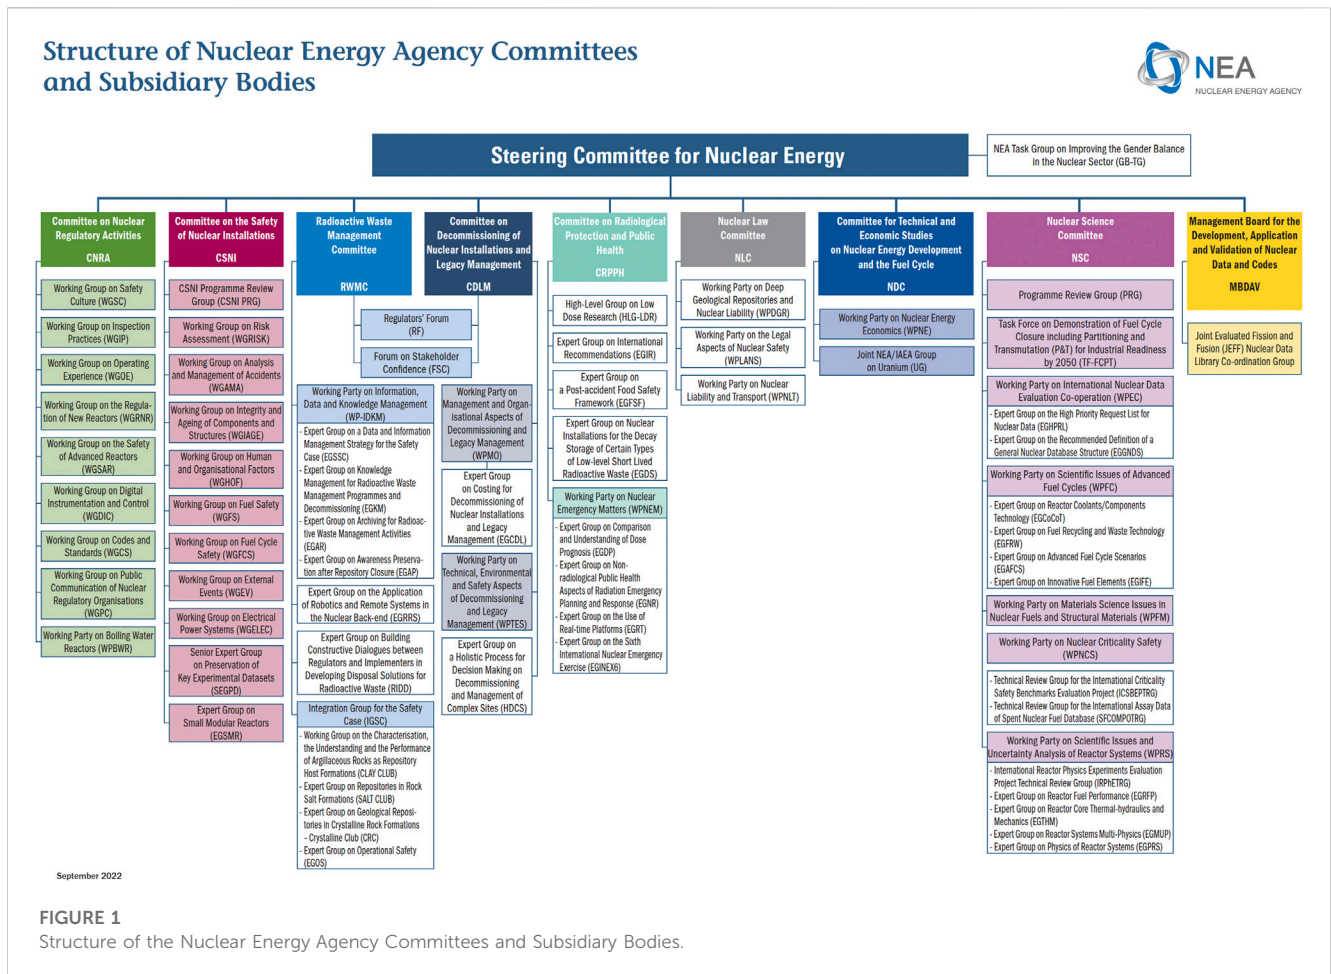 Structure of Nuclear Energy Agency Committees
and Subsidiary Bodies
NEA
NUCLEAR ENERGY AGENCY
Steering Committee for Nuclear Energy
NEA Task Group on Improving the Gender Balance
in the Nuclear Sector (GB-TG)
Committee on Nuclear
Regulatory Activities
CNRA
Working Group on Safety
Culture (WGSC)
Working Group on Inspection
Practices (WGIP)
Working Group on Operating
Experience (WGOE)
Working Group on the Regula-
tion of New Reactors (WGRNR)
Working Group on the Safety
of Advanced Reactors
(WGSAR)
Working Group on Digital
Instrumentation and Control
(WGDIC)
Working Group on Codes and
Standards (WGCS)
Working Group on Public
Communication of Nuclear
Regulatory Organisations
(WGPC)
Working Party on Boiling Water
Reactors (WPBWR)
Committee on the Safety
of Nuclear Installations
CSNI
CSNI Programme Review
Group (CSNI PRG)
Working Group on Risk
Assessment (WGRISK)
Working Group on Analysis
and Management of Accidents
(WGAMA)
Working Group on Integrity and
Ageing of Components and
Structures (WGIAGE)
Working Group on Human
and Organisational Factors
(WGHOF)
Working Group on Fuel Safety
(WGFS)
Working Group on Fuel Cycle
Safety (WGFCS)
Working Group on External
Events (WGEV)
Working Group on Electrical
Power Systems (WGELEC)
Senior Expert Group
on Preservation of
Key Experimental Datasets
(SEGPD)
Expert Group on
Small Modular Reactors
(EGSMR)
Radioactive Waste
Management
Committee
RWMC
Committee on
Decommissioning of
Nuclear Installations and
Legacy Management
CDLM
Regulators' Forum
(RF)
Forum on Stakeholder
Confidence (FSC)
Working Party on Information,
Data and Knowledge Management
(WP-IDKM)
- Expert Group on a Data and Information
Management Strategy for the Safety
Case (EGSSC)
- Expert Group on Knowledge
Management for Radioactive Waste
Management Programmes and
Decommissioning (EGKM)
- Expert Group on Archiving for Radioac-
tive Waste Management Activities
(EGAR)
- Expert Group on Awareness Preserva-
tion after Repository Closure (EGAP)
Expert Group on the Application
of Robotics and Remote Systems in
the Nuclear Back-end (EGRRS)
Expert Group on Building
Constructive Dialogues between
Regulators and Implementers in
Developing Disposal Solutions for
Radioactive Waste (RIDD)
Integration Group for the Safety
Case (IGSC)
- Working Group on the Characterisation,
the Understanding and the Performance
of Argillaceous Rocks as Repository
Host Formations (CLAY CLUB)
- Expert Group on Repositories in Rock
Salt Formations (SALT CLUB)
- Expert Group on Geological Reposi-
tories in Crystalline Rock Formations
– Crystalline Club (CRC)
- Expert Group on Operational Safety
(EGOS)
Working Party on
Management and Organ-
isational Aspects of
Decommissioning and
Legacy Management
(WPMO)
Expert Group
on Costing for
Decommissioning of
Nuclear Installations
and Legacy
Management (EGCDL)
Working Party on
Technical, Environmental
and Safety Aspects
of Decommissioning
and Legacy
Management (WPTES)
Expert Group on
a Holistic Process for
Decision Making on
Decommissioning
and Management of
Complex Sites (HDCS)
Committee on Radiological
Protection and Public
Health
CRPPH
High-Level Group on Low
Dose Research (HLG-LDR)
Expert Group on International
Recommendations (EGIR)
Expert Group on
a Post-accident Food Safety
Framework (EGFSF)
Expert Group on Nuclear
Installations for the Decay
Storage of Certain Types
of Low-level Short Lived
Radioactive Waste (EGDS)
Working Party on Nuclear
Emergency Matters (WPNEM)
- Expert Group on Comparison
and Understanding of Dose
Prognosis (EGDP)
- Expert Group on Non-
radiological Public Health
Aspects of Radiation Emergency
Planning and Response (EGNR)
- Expert Group on the Use of
Real-time Platforms (EGRT)
- Expert Group on the Sixth
International Nuclear Emergency
Exercise (EGINEX6)
Nuclear Law
Committee
NLC
Working Party on Deep
Geological Repositories and
Nuclear Liability (WPDGR)
Working Party on the Legal
Aspects of Nuclear Safety
(WPLANS)
Working Party on Nuclear
Liability and Transport (WPNLT)
Committee for Technical and
Economic Studies
on Nuclear Energy Development
and the Fuel Cycle
NDC
Working Party on Nuclear Energy
Economics (WPNE)
Joint NEA/IAEA Group
on Uranium (UG)
Nuclear Science
Committee
NSC
Programme Review Group (PRG)
Task Force on Demonstration of Fuel Cycle
Closure including Partitioning and
Transmutation (P&T) for Industrial Readiness
by 2050 (TF-FCPT)
Working Party on International Nuclear Data
Evaluation Co-operation (WPEC)
- Expert Group on the High Priority Request List for
Nuclear Data (EGHPRL)
- Expert Group on the Recommended Definition of a
General Nuclear Database Structure (EGGNDS)
Working Party on Scientific Issues of Advanced
Fuel Cycles (WPFC)
- Expert Group on Reactor Coolants/Components
Technology (EGCoCoT)
- Expert Group on Fuel Recycling and Waste Technology
(EGFRW)
- Expert Group on Advanced Fuel Cycle Scenarios
(EGAFCS)
- Expert Group on Innovative Fuel Elements (EGIFE)
Working Party on Materials Science Issues in
Nuclear Fuels and Structural Materials (WPFM)
Working Party on Nuclear Criticality Safety
(WPNCS)
- Technical Review Group for the International Criticality
Safety Benchmarks Evaluation Project (ICSBEPTRG)
- Technical Review Group for the International Assay Data
of Spent Nuclear Fuel Database (SFCOMPOTRG)
Working Party on Scientific Issues and
Uncertainty Analysis of Reactor Systems (WPRS)
- International Reactor Physics Experiments Evaluation
Project Technical Review Group (IRPhETRG)
- Expert Group on Reactor Fuel Performance (EGRFP)
- Expert Group on Reactor Core Thermal-hydraulics and
Mechanics (EGTHM)
- Expert Group on Reactor Systems Multi-Physics (EGMUP)
- Expert Group on Physics of Reactor Systems (EGPRS)
Management Board for the
Development, Application
and Validation of Nuclear
Data and Codes
MBDAV
Joint Evaluated Fission and
Fusion (JEFF) Nuclear Data
Library Co-ordination Group
September 2022
FIGURE 1
Structure of the Nuclear Energy Agency Committees and Subsidiary Bodies.